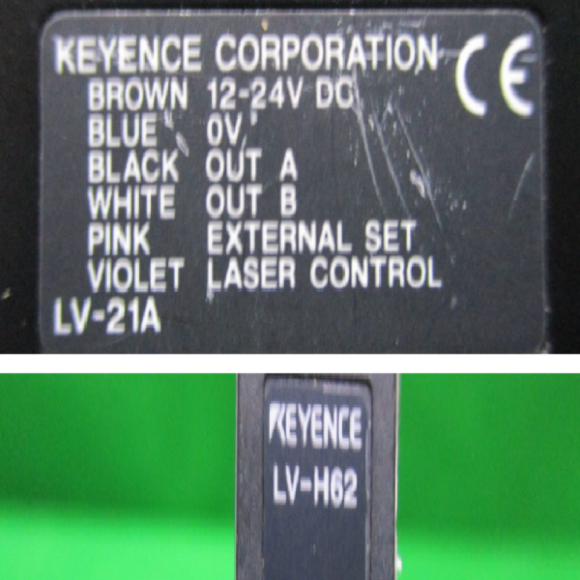 KEYENCE CORPORATION CE
BROWN 12-24V DC
BLUE 0V
BLACK OUT A
WHITE OUT B
PINK EXTERNAL SET
VIOLET LASER CONTROL
LV-21A
KEYENCE
LV-H62